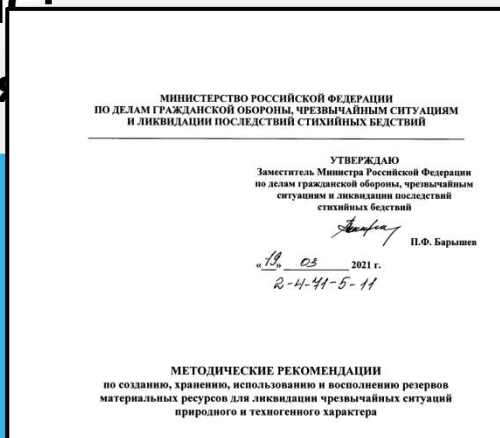 МИНИСТЕРСТВО РОССИЙСКОЙ ФЕДЕРАЦИИ
ПО ДЕЛАМ ГРАЖДАНСКОЙ ОБОРОНЫ, ЧРЕЗВЫЧАЙНЫМ СИТУАЦИЯМ
И ЛИКВИДАЦИИ ПОСЛЕДСТВИЙ СТИХИЙНЫХ БЕДСТВИЙ
УТВЕРЖДАЮ
Заместитель Министра Российской Федерации
по делам гражданской обороны, чрезвычайным
ситуациям и ликвидации последствий
стихийных бедствий
П.Ф. Барышев
«19» 03 2021 г.
2-4-71-5-11
МЕТОДИЧЕСКИЕ РЕКОМЕНДАЦИИ
по созданию, хранению, использованию и восполнению резервов
материальных ресурсов для ликвидации чрезвычайных ситуаций
природного и техногенного характера